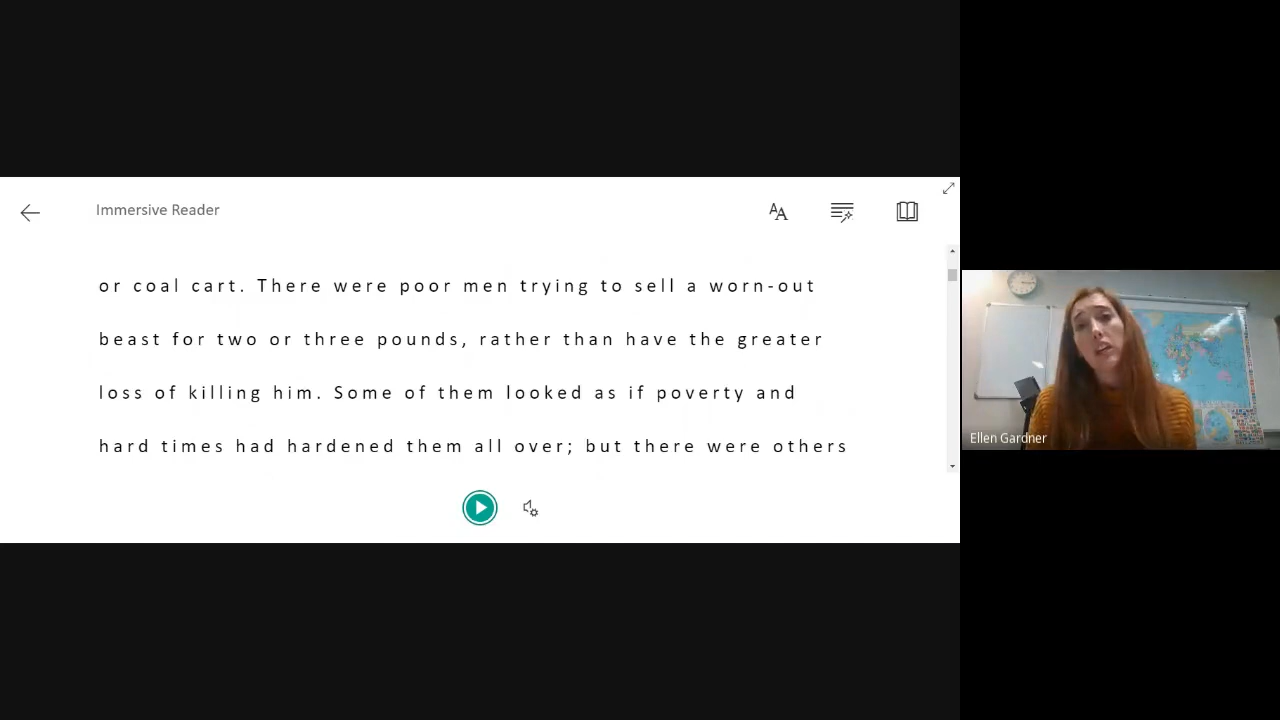 Immersive Reader
or coal cart. There were poor men trying to sell a worn-out
beast for two or three pounds, rather than have the greater
loss of killing him. Some of them looked as if poverty and
hard times had hardened them all over; but there were others
Ellen Gardner